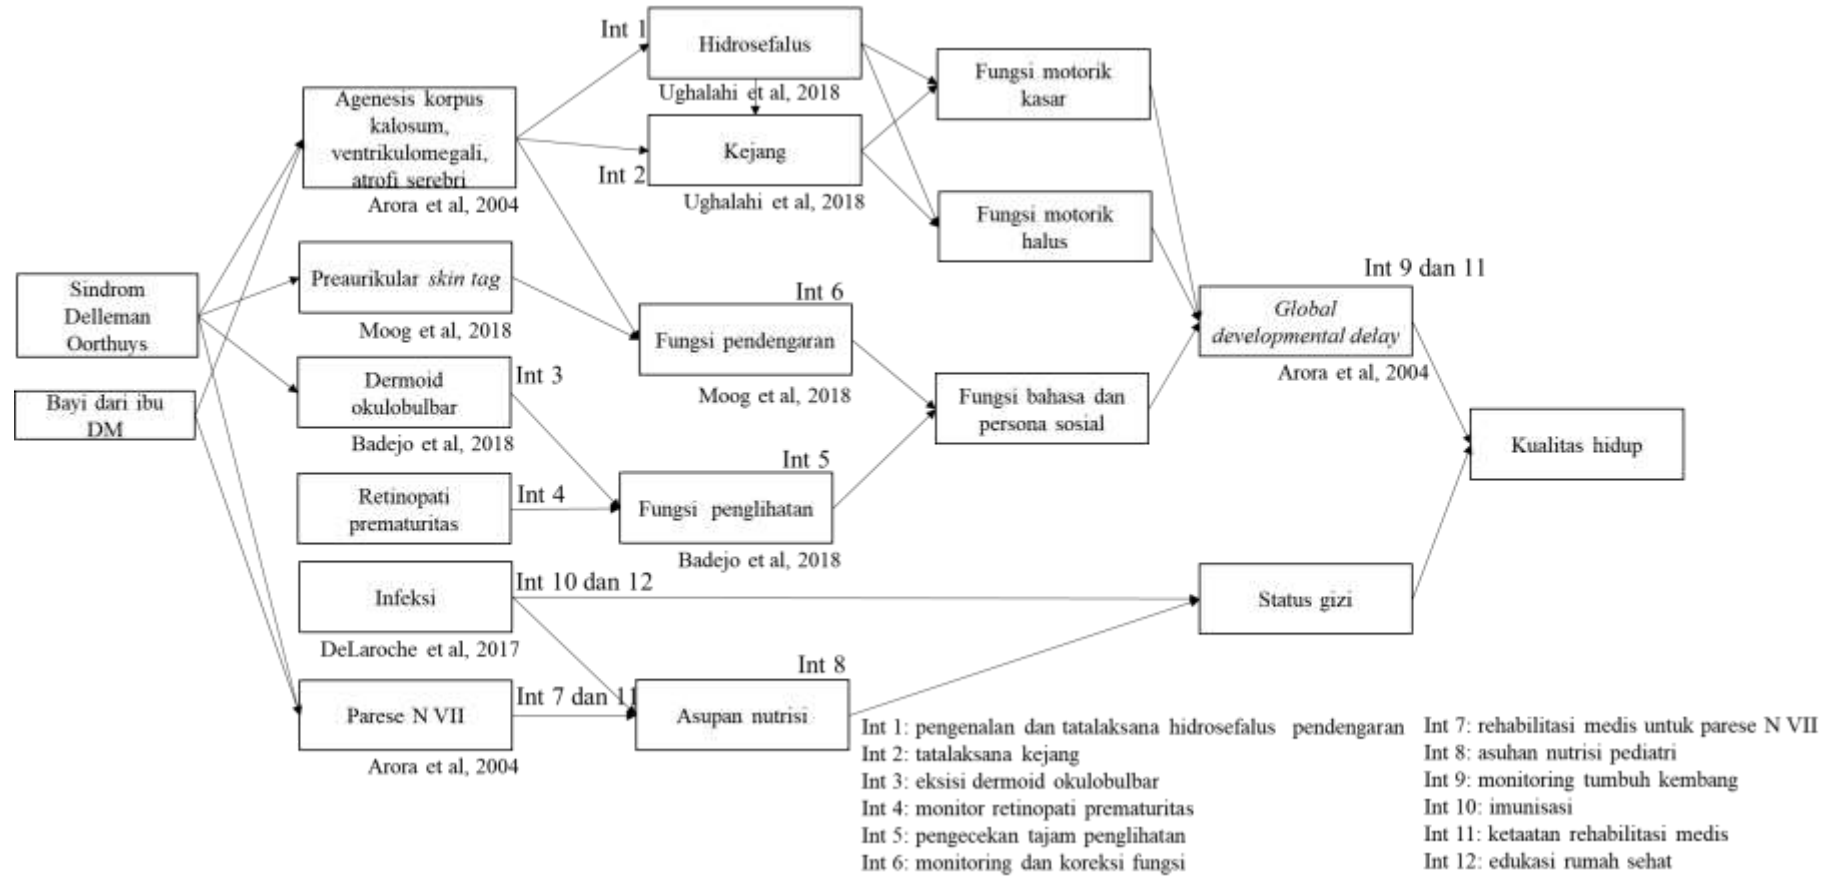 Sindrom
Delleman
Oorthuys
Bayi dari ibu
DM
Agenesis korpus
kalosum,
ventrikulomegali,
atrofi serebri
Arora et al, 2004
Preaurikular skin tag
Moog et al, 2018
Dermoid
okulobulbar
Int 3
Badejo et al, 2018
Retinopati
prematuritas
Int 4
Infeksi
Int 10 dan 12
DeLaroche et al, 2017
Parese N VII
Int 7 dan 11
Arora et al, 2004
Int 1
Hidrosefalus
Ughalahi et al, 2018
Kejang
Int 2
Ughalahi et al, 2018
Int 6
Fungsi pendengaran
Moog et al, 2018
Int 5
Fungsi penglihatan
Badejo et al, 2018
Int 8
Asupan nutrisi
Fungsi motorik
kasar
Fungsi motorik
halus
Fungsi bahasa dan
persona sosial
Int 9 dan 11
Global
developmental delay
Arora et al, 2004
Status gizi
Kualitas hidup
Int 1: pengenalan dan tatalaksana hidrosefalus pendengaran
Int 2: tatalaksana kejang
Int 3: eksisi dermoid okulobulbar
Int 4: monitor retinopati prematuritas
Int 5: pengecekan tajam penglihatan
Int 6: monitoring dan koreksi fungsi
Int 7: rehabilitasi medis untuk parese N VII
Int 8: asuhan nutrisi pediatri
Int 9: monitoring tumbuh kembang
Int 10: imunisasi
Int 11: ketaatan rehabilitasi medis
Int 12: edukasi rumah sehat